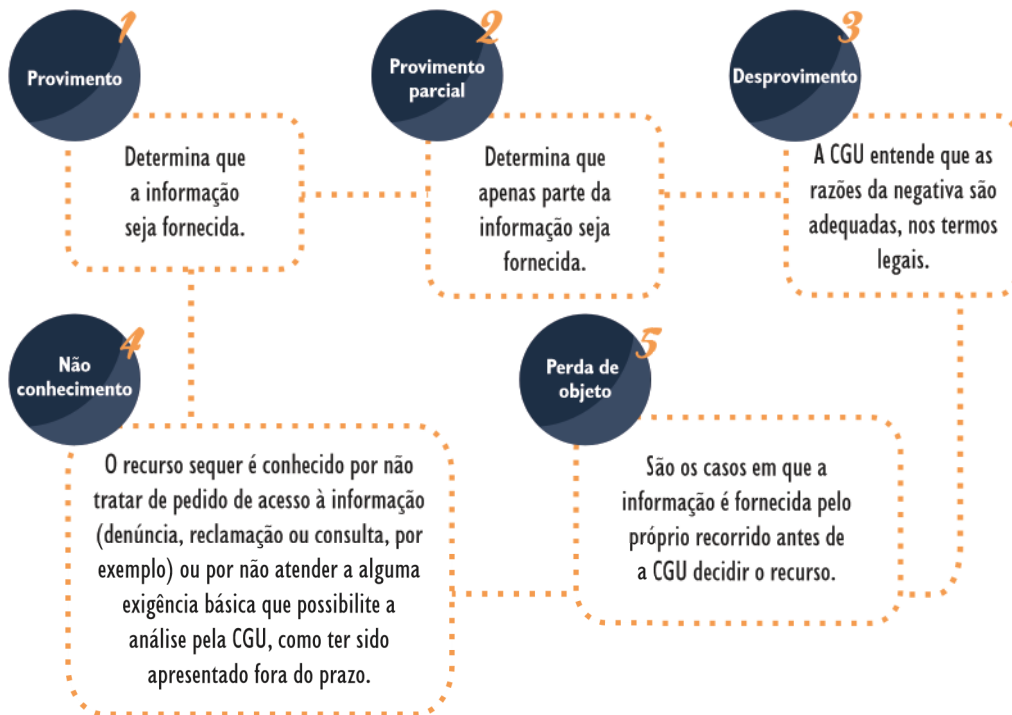 1
Provimento
Determina que
a informação
seja fornecida.
2
Provimento
parcial
Determina que
apenas parte da
informação seja
fornecida.
3
Desprovimento
A CGU entende que as
razões da negativa são
adequadas, nos termos
legais.
4
Não
conhecimento
O recurso sequer é conhecido por não
tratar de pedido de acesso à informação
(denúncia, reclamação ou consulta, por
exemplo) ou por não atender a alguma
exigência básica que possibilite a
análise pela CGU, como ter sido
apresentado fora do prazo.
5
Perda de
objeto
São os casos em que a
informação é fornecida pelo
próprio recorrido antes de
a CGU decidir o recurso.